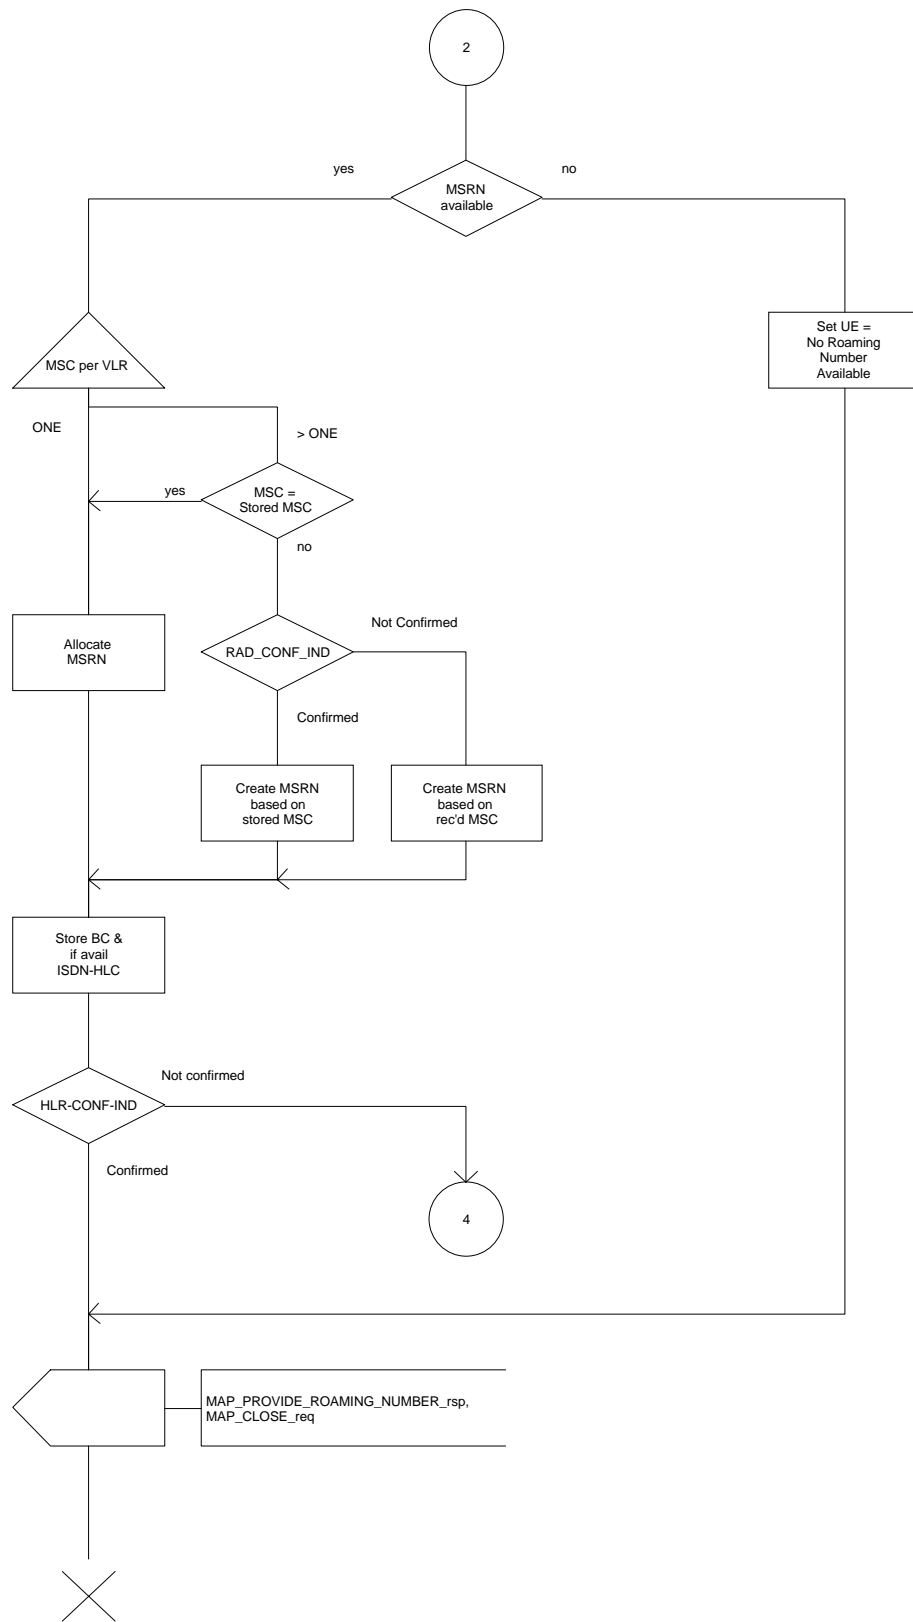 2
yes
no
MSRN
available
MSC per VLR
Set UE =
No Roaming
Number
Available
ONE
> ONE
yes
MSC =
Stored MSC
no
Allocate
MSRN
Not Confirmed
RAD_CONF_IND
Confirmed
Create MSRN
based on
stored MSC
Create MSRN
based on
rec'd MSC
Store BC &
if avail
ISDN-HLC
Not confirmed
HLR-CONF-IND
Confirmed
4
MAP_PROVIDE_ROAMING_NUMBER_rsp,
MAP_CLOSE_req